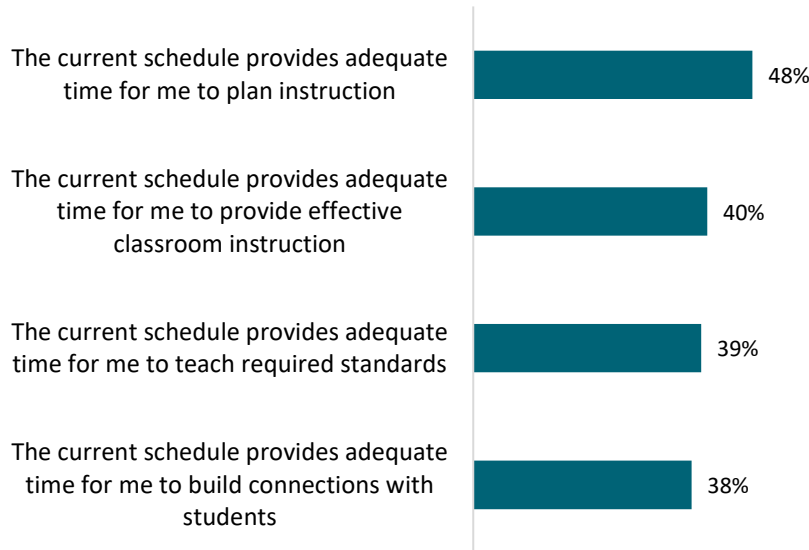 The current schedule provides adequate
time for me to plan instruction
48%
The current schedule provides adequate
time for me to provide effective
classroom instruction
40%
The current schedule provides adequate
time for me to teach required standards
39%
The current schedule provides adequate
time for me to build connections with
students
38%